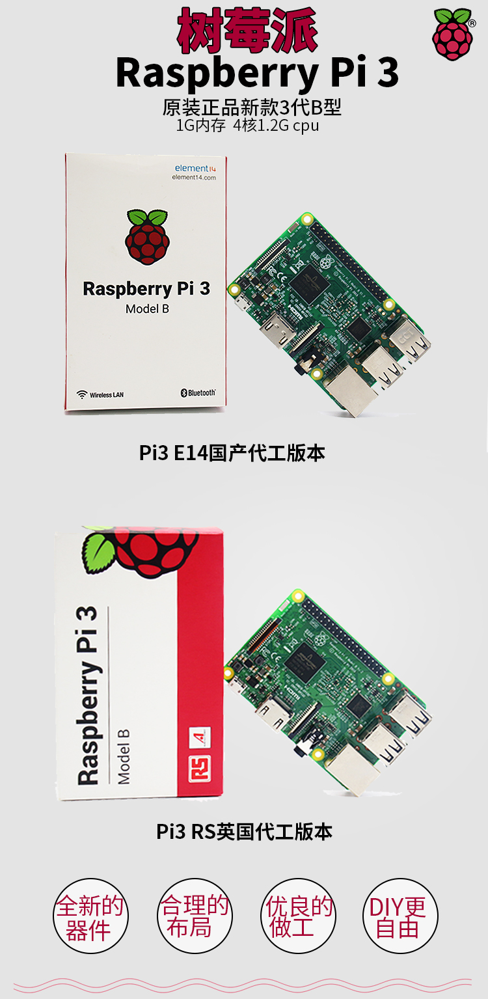 树莓派
®
Raspberry Pi 3
原装正品新款3代B型
1G内存 4核1.2G cpu
element14
element14.com
Raspberry Pi 3
Model B
Wireless LAN
Bluetooth
HDMI
GCT
Pi3 E14国产代工版本
Raspberry Pi 3
Model B
RS
A
HDMI
Pi3 RS英国代工版本
全新的
器件
合理的
布局
优良的
做工
DIY更
自由